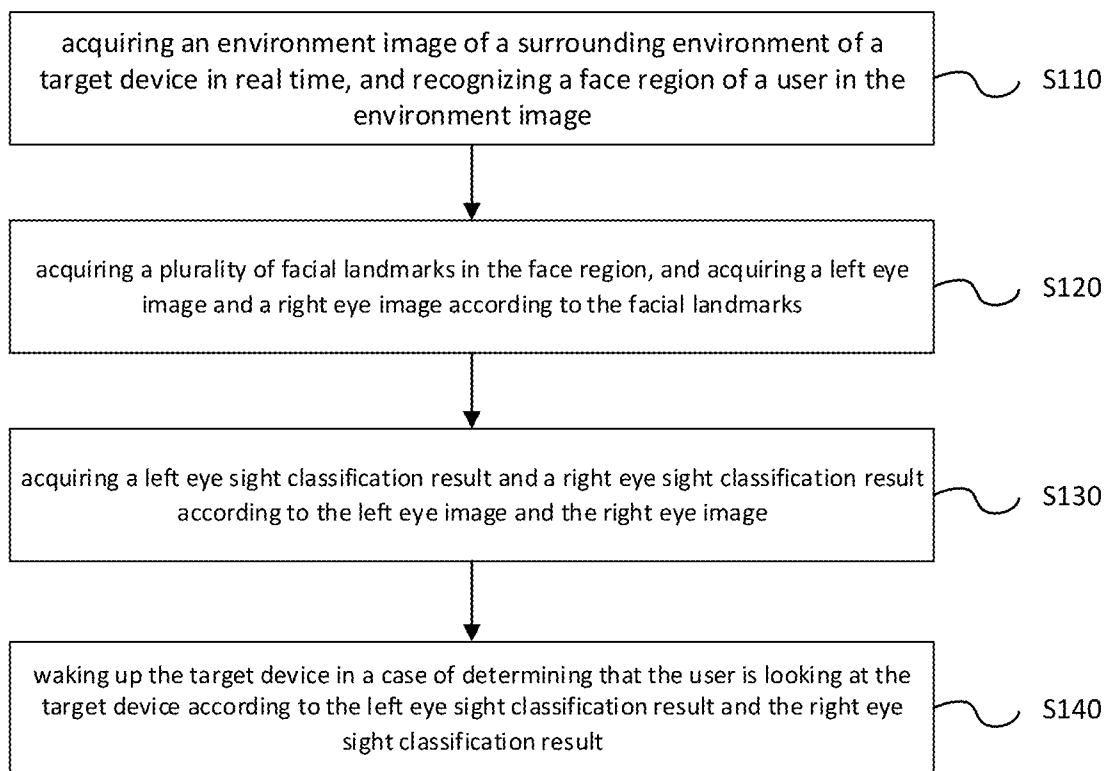 acquiring an environment image of a surrounding environment of a
target device in real time, and recognizing a face region of a user in the
environment image
S110
acquiring a plurality of facial landmarks in the face region, and acquiring a left eye
image and a right eye image according to the facial landmarks
S120
acquiring a left eye sight classification result and a right eye sight classification result
according to the left eye image and the right eye image
S130
waking up the target device in a case of determining that the user is looking at the
target device according to the left eye sight classification result and the right eye
sight classification result
S140